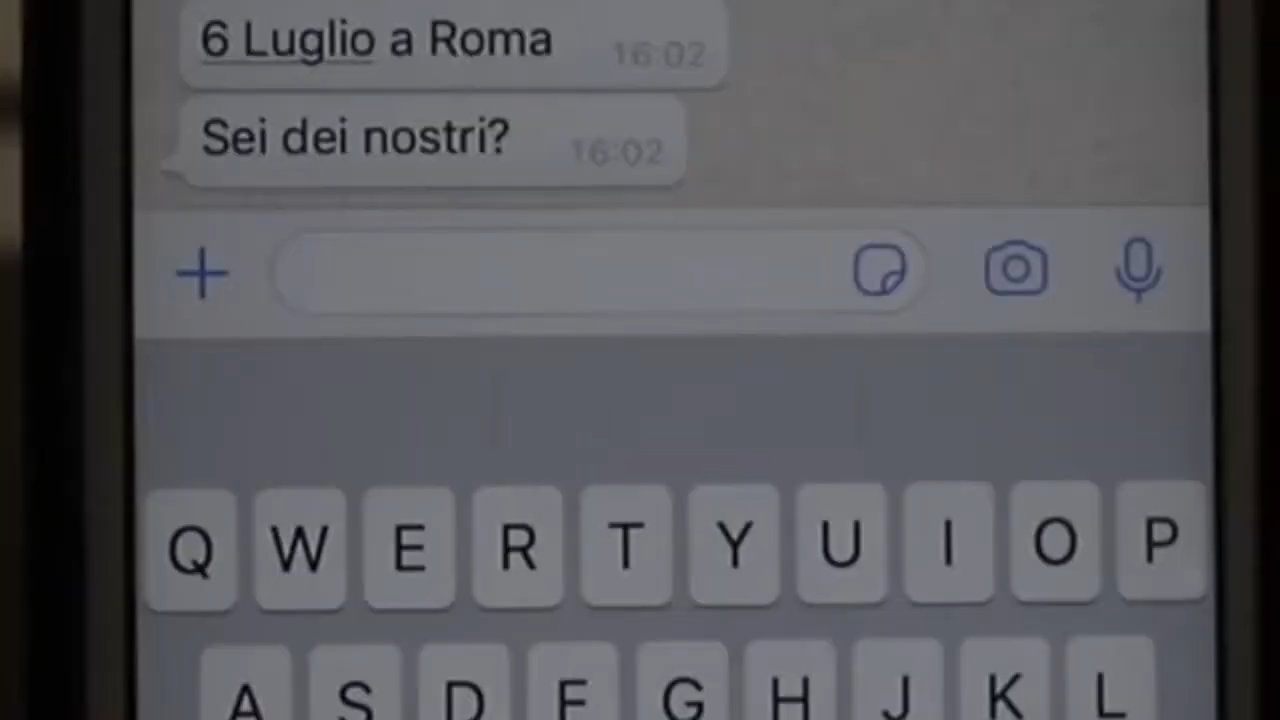 6 Luglio a Roma 16:02
Sei dei nostri? 16:02
Q W E R T Y U I O P
A S D F G H J K L